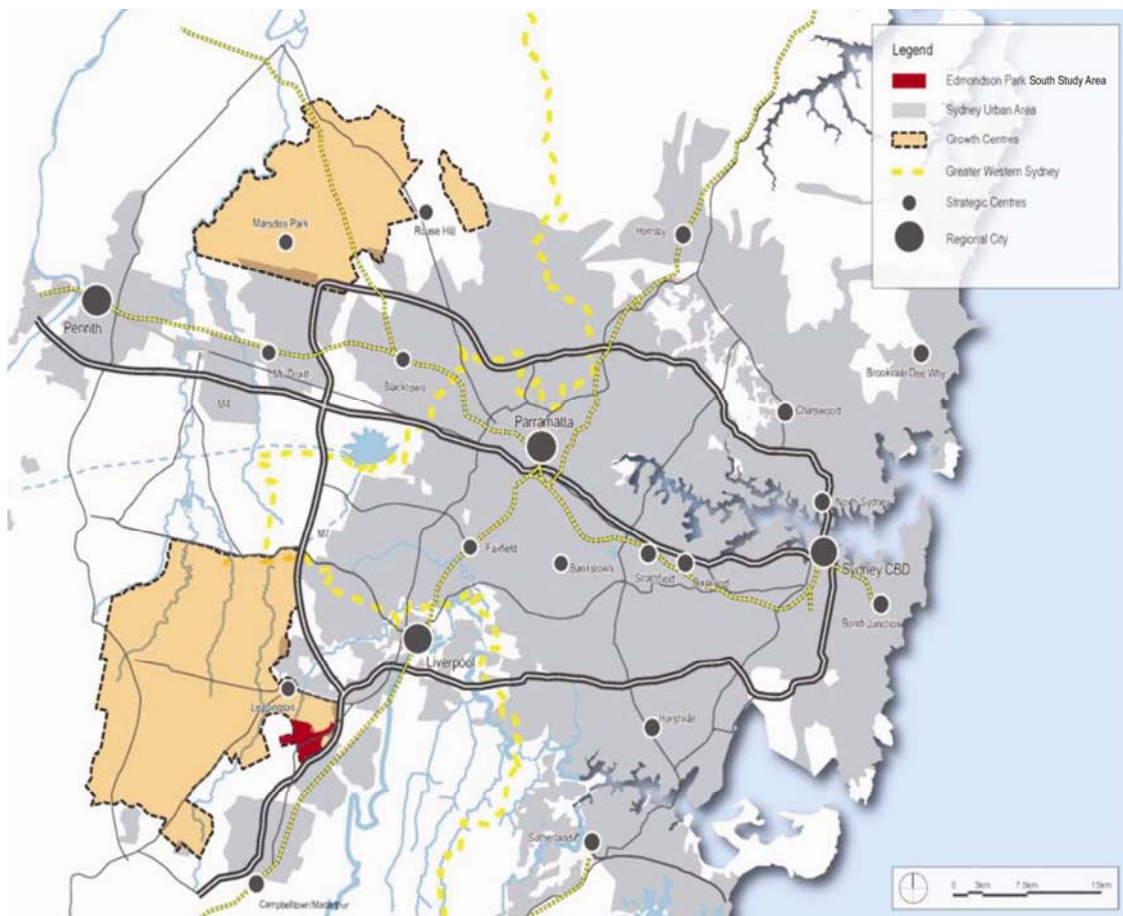 Legend
Edmondson Park South Study Area
Sydney Urban Area
Growth Centres
Greater Western Sydney
Strategic Centres
Regional City
Marsden Park
Rouse Hill
Hornsby
Penrith
Mt Druitt
Blacktown
Brookvale-Dee Why
M4
Chatswood
Parramatta
North Sydney
M7
Fairfield
Bankstown
Strathfield
Burwood
Sydney CBD
Bondi Junction
Liverpool
Leppington
Hurstville
Sutherland
Campbelltown/Macarthur
0 3km 7.5km 15km